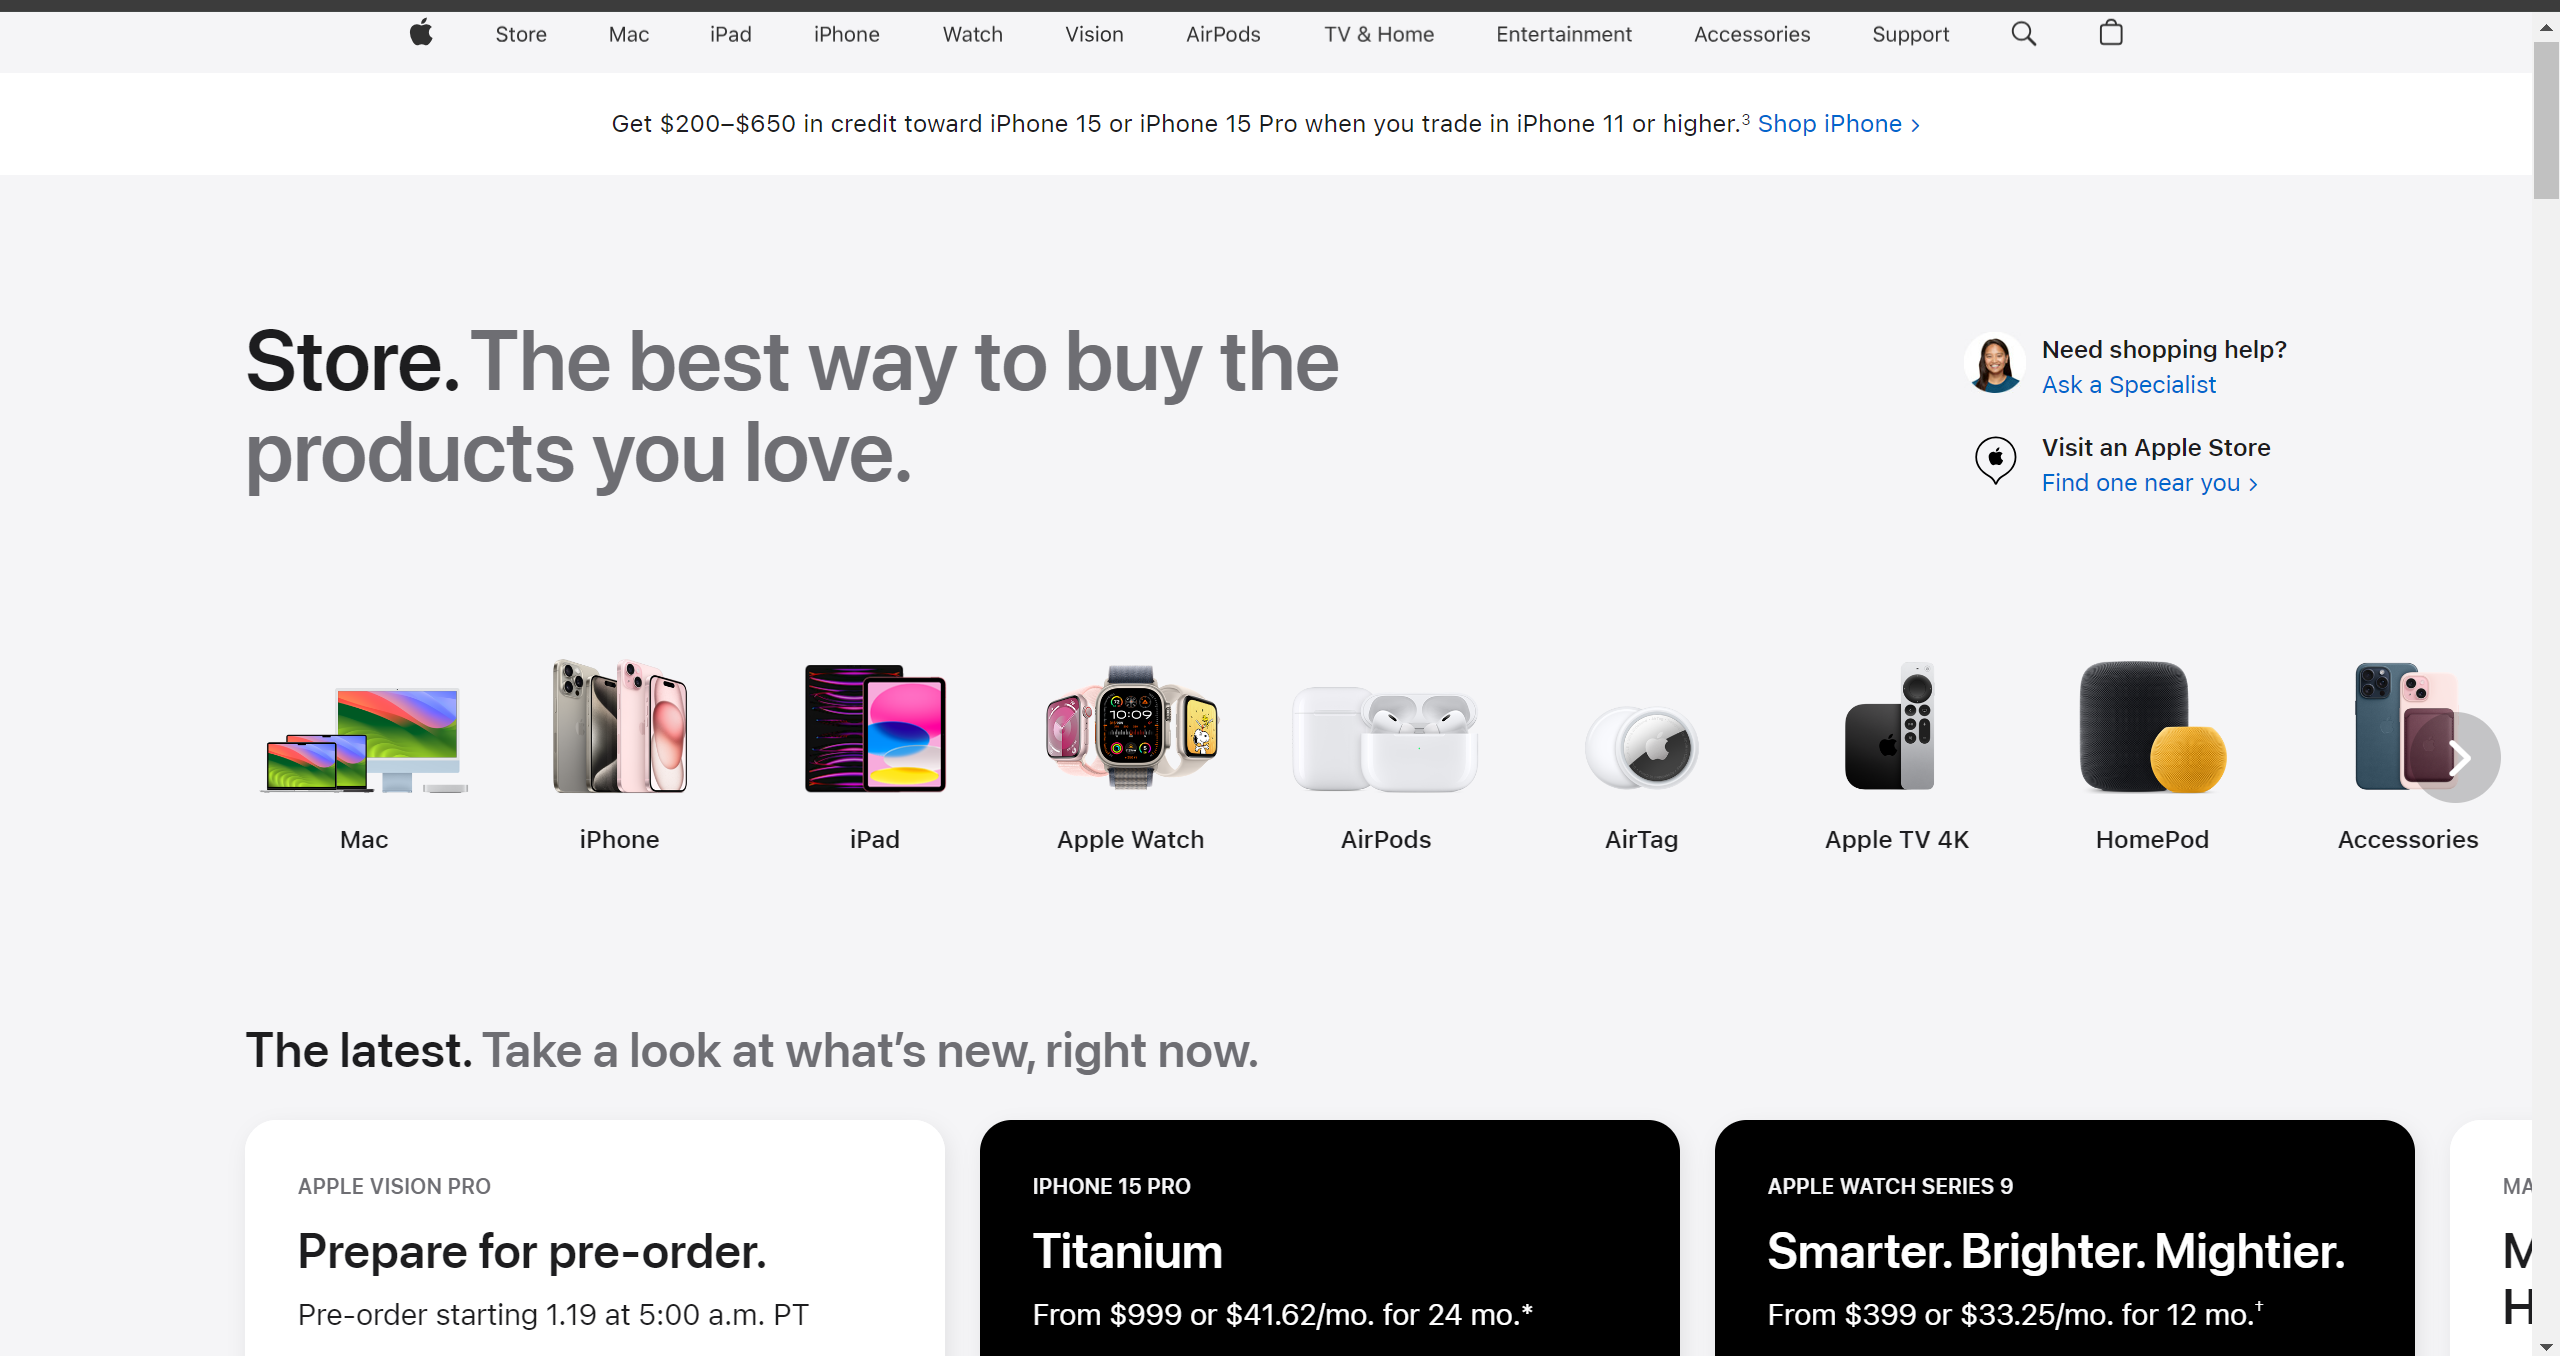 Store Mac iPad iPhone Watch Vision AirPods TV & Home Entertainment Accessories Support
Get $200–$650 in credit toward iPhone 15 or iPhone 15 Pro when you trade in iPhone 11 or higher.³ Shop iPhone >
Store. The best way to buy the
products you love.
Need shopping help?
Ask a Specialist
Visit an Apple Store
Find one near you >
10:09
Mac iPhone iPad Apple Watch AirPods AirTag Apple TV 4K HomePod Accessories
The latest. Take a look at what’s new, right now.
APPLE VISION PRO
Prepare for pre-order.
Pre-order starting 1.19 at 5:00 a.m. PT
IPHONE 15 PRO
Titanium
From $999 or $41.62/mo. for 24 mo.*
APPLE WATCH SERIES 9
Smarter. Brighter. Mightier.
From $399 or $33.25/mo. for 12 mo.†
MA
M
H